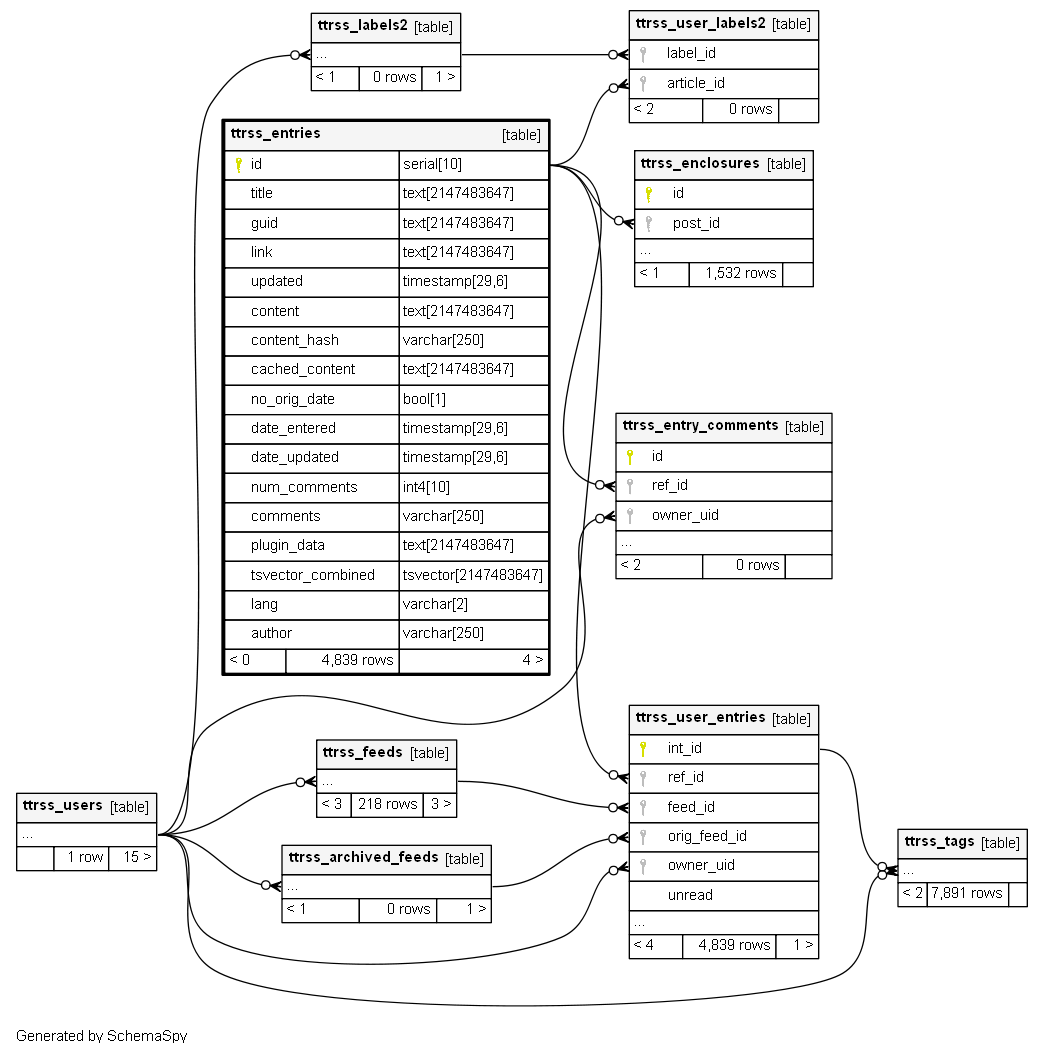 ttrss_labels2 [table]
...
< 1 0 rows 1 >
ttrss_user_labels2 [table]
label_id
article_id
< 2 0 rows
ttrss_entries [table]
id serial[10]
title text[2147483647]
guid text[2147483647]
link text[2147483647]
updated timestamp[29,6]
content text[2147483647]
content_hash varchar[250]
cached_content text[2147483647]
no_orig_date bool[1]
date_entered timestamp[29,6]
date_updated timestamp[29,6]
num_comments int4[10]
comments varchar[250]
plugin_data text[2147483647]
tsvector_combined tsvector[2147483647]
lang varchar[2]
author varchar[250]
< 0 4,839 rows 4 >
ttrss_enclosures [table]
id
post_id
...
< 1 1,532 rows
ttrss_entry_comments [table]
id
ref_id
owner_uid
...
< 2 0 rows
ttrss_user_entries [table]
int_id
ref_id
feed_id
orig_feed_id
owner_uid
unread
...
< 4 4,839 rows 1 >
ttrss_feeds [table]
...
< 3 218 rows 3 >
ttrss_users [table]
...
1 row 15 >
ttrss_archived_feeds [table]
...
< 1 0 rows 1 >
ttrss_tags [table]
...
< 2 7,891 rows
Generated by SchemaSpy